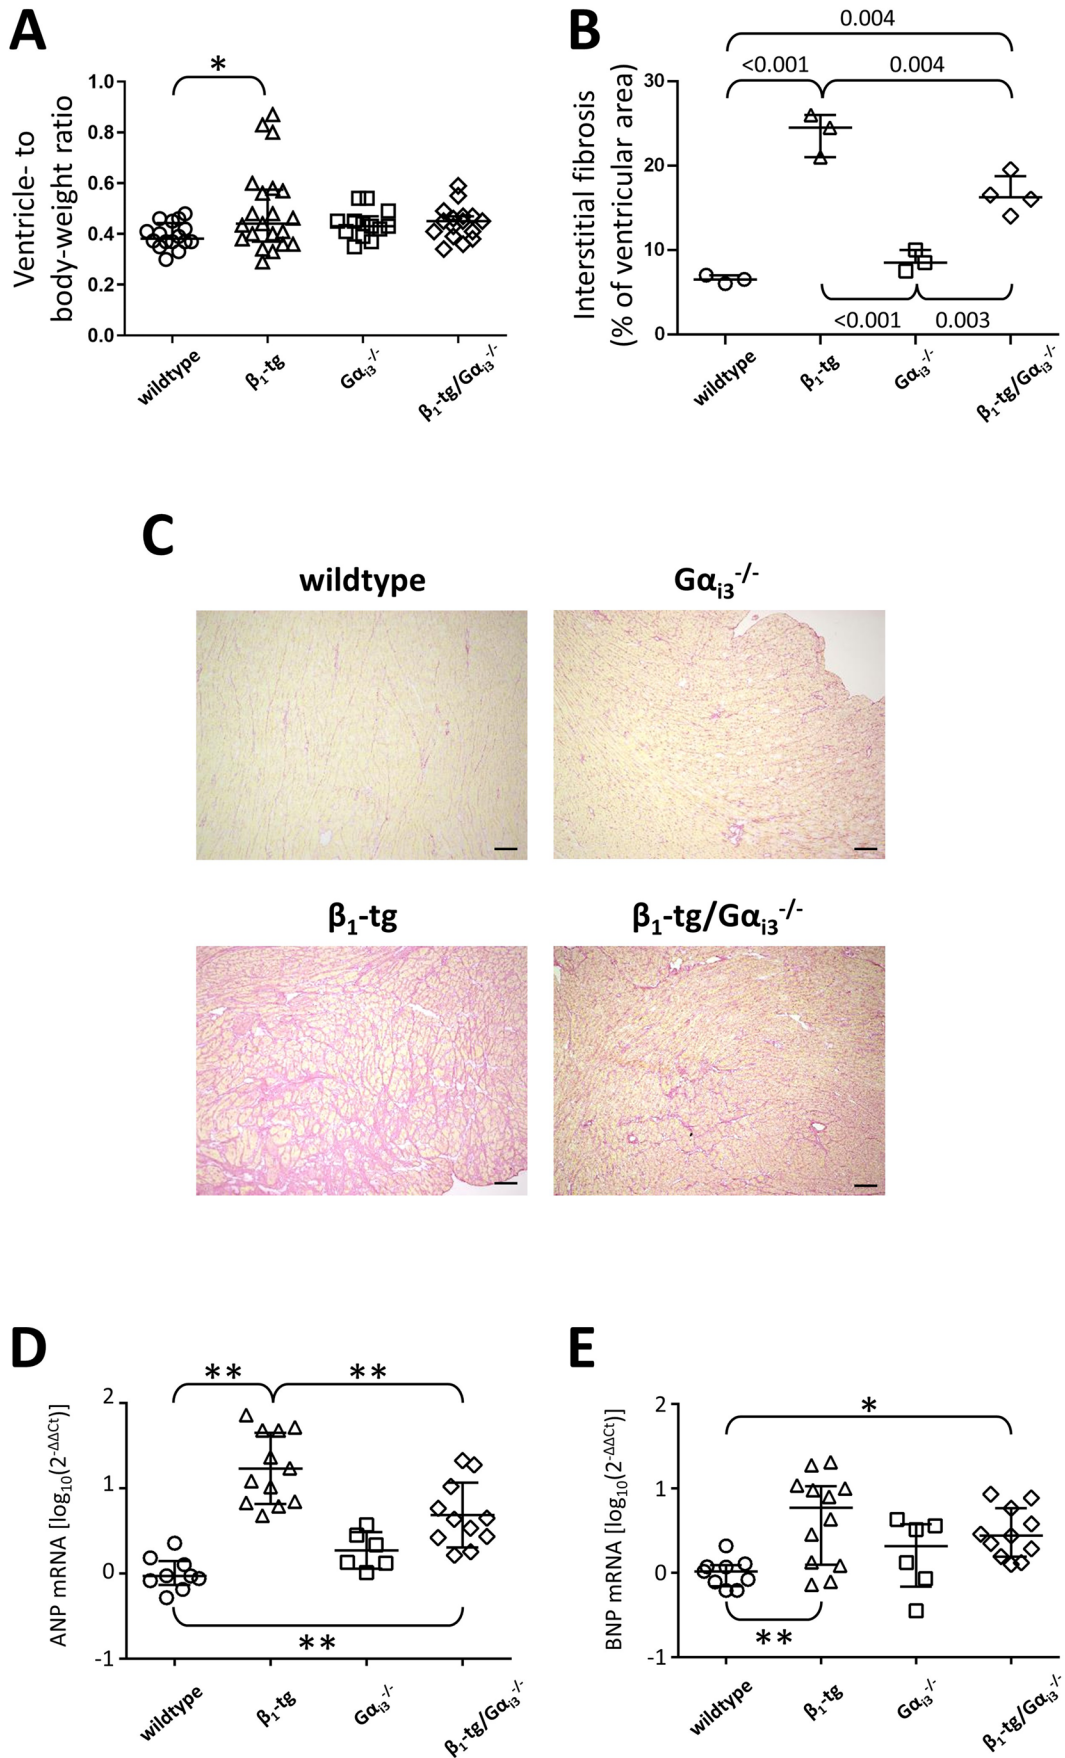 A
*
Ventricle- to
body-weight ratio
1.0
0.8
0.6
0.4
0.2
0.0
wildtype
β₁-tg
Gαᵢ₃⁻/⁻
β₁-tg/Gαᵢ₃⁻/⁻
B
0.004
<0.001
0.004
Interstitial fibrosis
(% of ventricular area)
30
20
10
0
<0.001
0.003
wildtype
β₁-tg
Gαᵢ₃⁻/⁻
β₁-tg/Gαᵢ₃⁻/⁻
C
wildtype
Gαᵢ₃⁻/⁻
β₁-tg
β₁-tg/Gαᵢ₃⁻/⁻
D
**
**
ANP mRNA [log₁₀(2^-ΔΔCt)]
2
1
0
-1
**
wildtype
β₁-tg
Gαᵢ₃⁻/⁻
β₁-tg/Gαᵢ₃⁻/⁻
E
*
BNP mRNA [log₁₀(2^-ΔΔCt)]
2
1
0
-1
**
wildtype
β₁-tg
Gαᵢ₃⁻/⁻
β₁-tg/Gαᵢ₃⁻/⁻